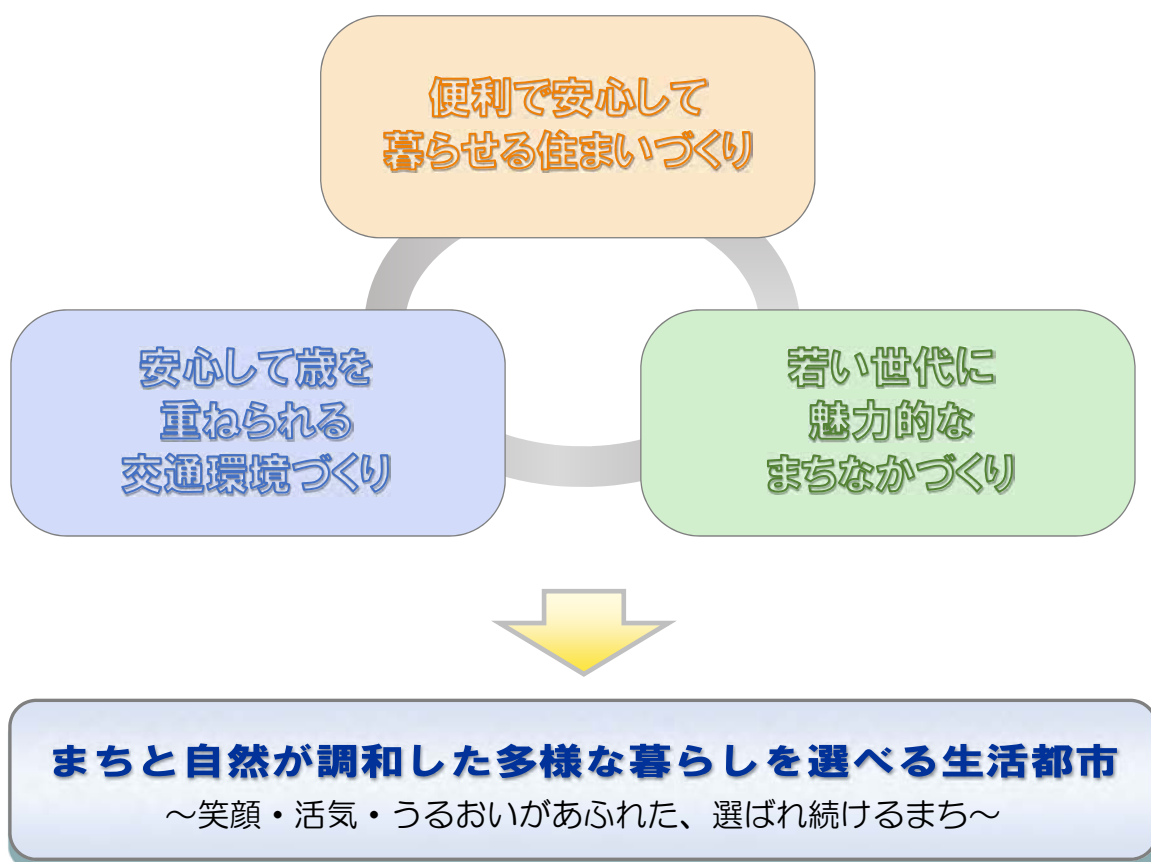 便利で安心して
暮らせる住まいづくり
安心して歳を
重ねられる
交通環境づくり
若い世代に
魅力的な
まちなかづくり
まちと自然が調和した多様な暮らしを選べる生活都市
～笑顔・活気・うるおいがあふれた、選ばれ続けるまち～